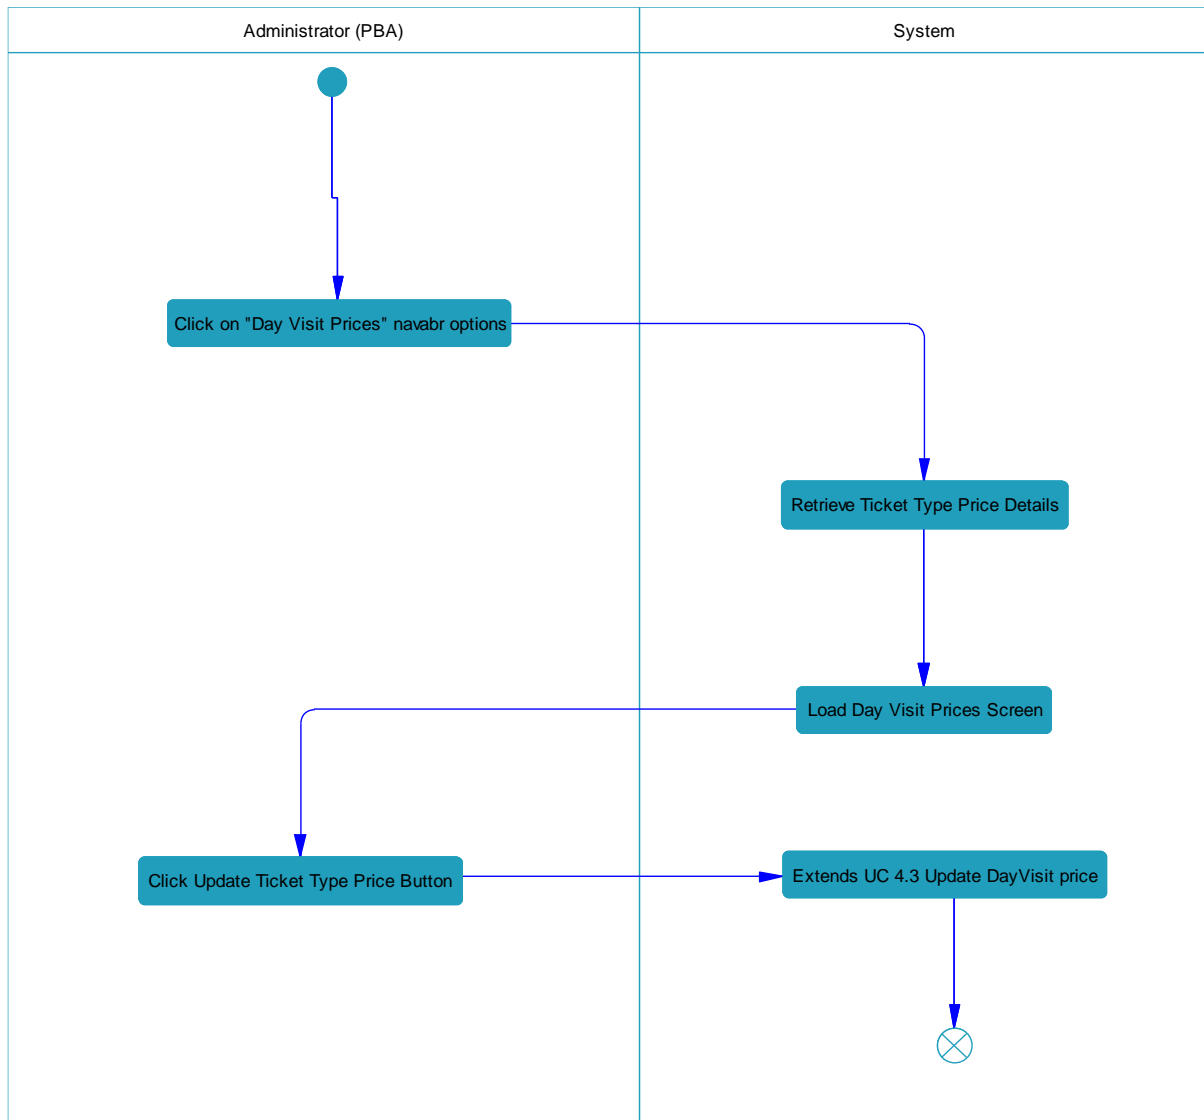 Administrator (PBA)
System
Click on "Day Visit Prices" navabr options
Retrieve Ticket Type Price Details
Load Day Visit Prices Screen
Click Update Ticket Type Price Button
Extends UC 4.3 Update DayVisit price